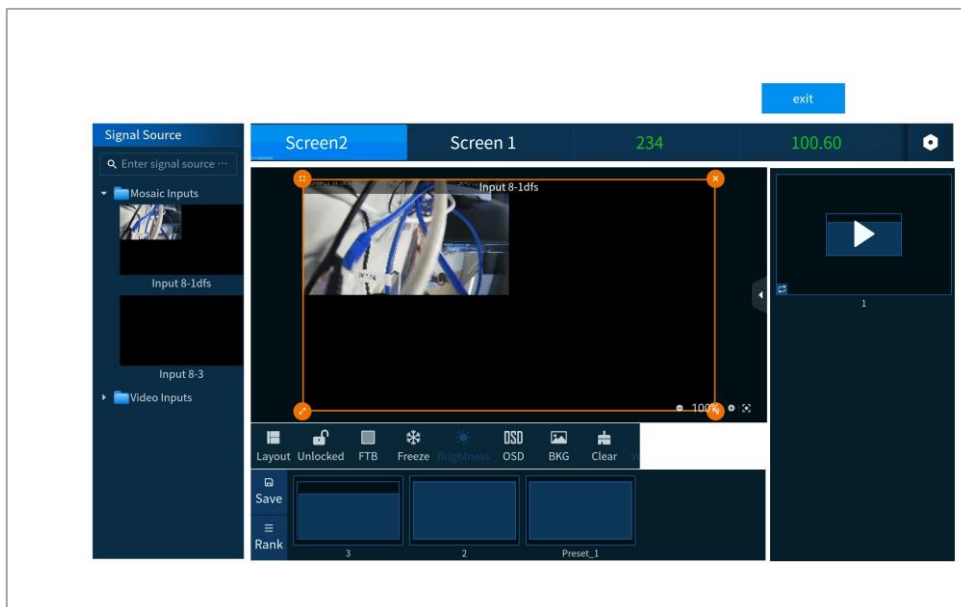 exit
Signal Source
Screen2
Screen 1
234
100.60
Enter signal source ···
Mosaic Inputs
Input 8-1dfs
Input 8-1dfs
Input 8-3
Video Inputs
1
100%
Layout
Unlocked
FTB
Freeze
Brightness
OSD
OSD
BKG
Clear
Save
Rank
3
2
Preset_1